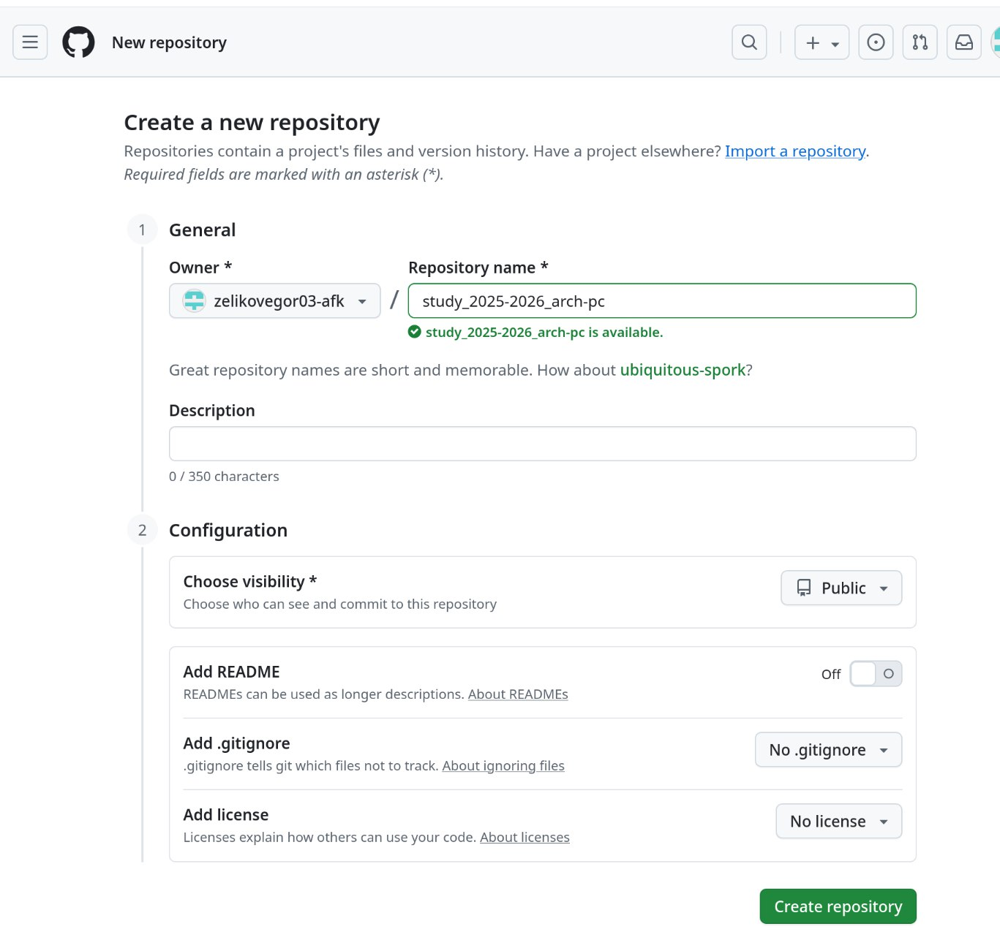 New repository
Create a new repository
Repositories contain a project's files and version history. Have a project elsewhere? Import a repository.
Required fields are marked with an asterisk (*).
1 General
Owner * Repository name *
zelikovegor03-afk / study_2025-2026_arch-pc
study_2025-2026_arch-pc is available.
Great repository names are short and memorable. How about ubiquitous-spork?
Description
0 / 350 characters
2 Configuration
Choose visibility *
Choose who can see and commit to this repository
Public
Add README
READMEs can be used as longer descriptions. About READMEs
Off
Add .gitignore
.gitignore tells git which files not to track. About ignoring files
No .gitignore
Add license
Licenses explain how others can use your code. About licenses
No license
Create repository